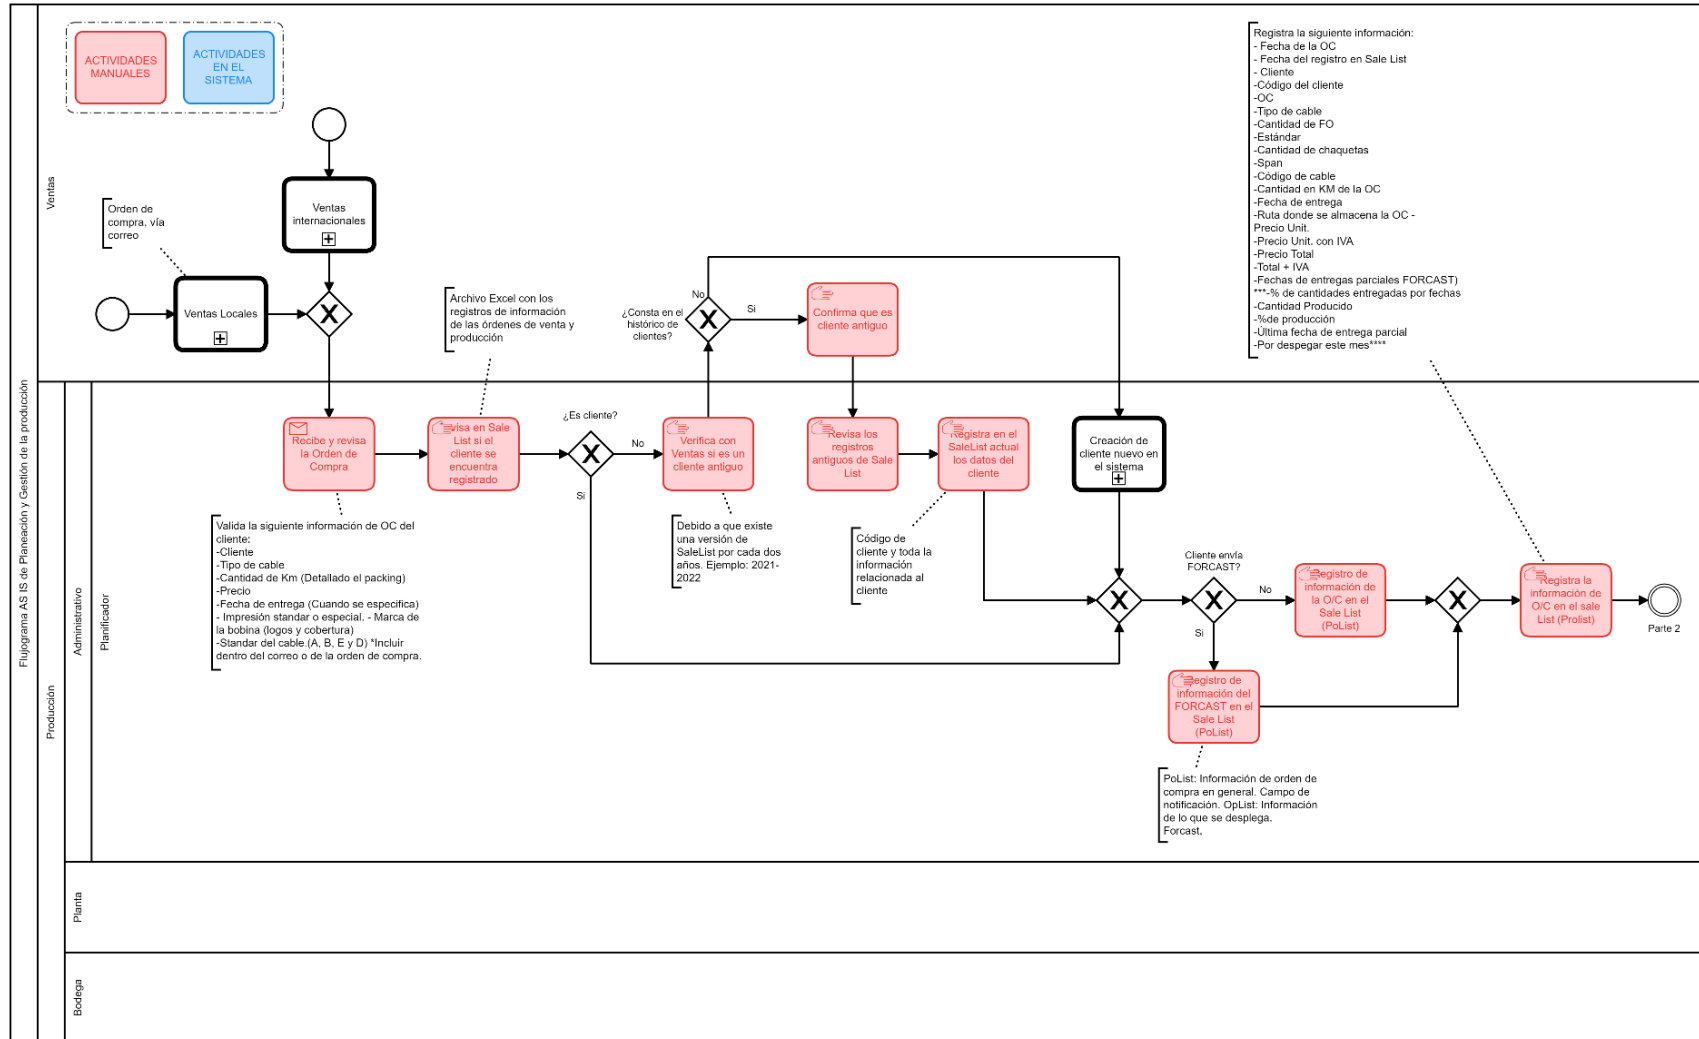 Flujograma AS IS de Planeación y Gestión de la producción
Ventas
ACTIVIDADES
MANUALES
ACTIVIDADES
EN EL
SISTEMA
Orden de
compra, vía
correo
Ventas
internacionales
Ventas Locales
Archivo Excel con los
registros de información
de las órdenes de venta y
producción
¿Consta en el
histórico de
clientes?
No
Si
Confirma que es
cliente antiguo
Registra la siguiente información:
- Fecha de la OC
- Fecha del registro en Sale List
- Cliente
-Código del cliente
-OC
-Tipo de cable
-Cantidad de FO
-Estándar
-Cantidad de chaquetas
-Span
-Código de cable
-Cantidad en KM de la OC
-Fecha de entrega
-Ruta donde se almacena la OC -
Precio Unit.
-Precio Unit. con IVA
-Precio Total
-Total + IVA
-Fechas de entregas parciales FORCAST)
***-% de cantidades entregadas por fechas
-Cantidad Producido
-%de producción
-Última fecha de entrega parcial
-Por despegar este mes****
Producción
Administrativo
Planificador
Recibe y revisa
la Orden de
Compra
visa en Sale
List si el
cliente se
encuentra
registrado
¿Es cliente?
No
Si
Verifica con
Ventas si es un
cliente antiguo
Revisa los
registros
antiguos de Sale
List
Registra en el
SaleList actual
los datos del
cliente
Creación de
cliente nuevo en
el sistema
Valida la siguiente información de OC del
cliente:
-Cliente
-Tipo de cable
-Cantidad de Km (Detallado el packing)
-Precio
-Fecha de entrega (Cuando se especifica)
- Impresión standar o especial. - Marca de
la bobina (logos y cobertura)
-Standar del cable.(A, B, E y D) *Incluir
dentro del correo o de la orden de compra.
Debido a que existe
una versión de
SaleList por cada dos
años. Ejemplo: 2021-
2022
Código de
cliente y toda la
información
relacionada al
cliente
Cliente envía
FORCAST?
No
Si
Registro de
información de
la O/C en el
Sale List
(PoList)
Registra la
información de
O/C en el sale
List (Prolist)
Parte 2
Registro de
información del
FORCAST en el
Sale List
(PoList)
PoList: Información de orden de
compra en general. Campo de
notificación. OpList: Información
de lo que se desplega.
Forcast.
Planta
Bodega